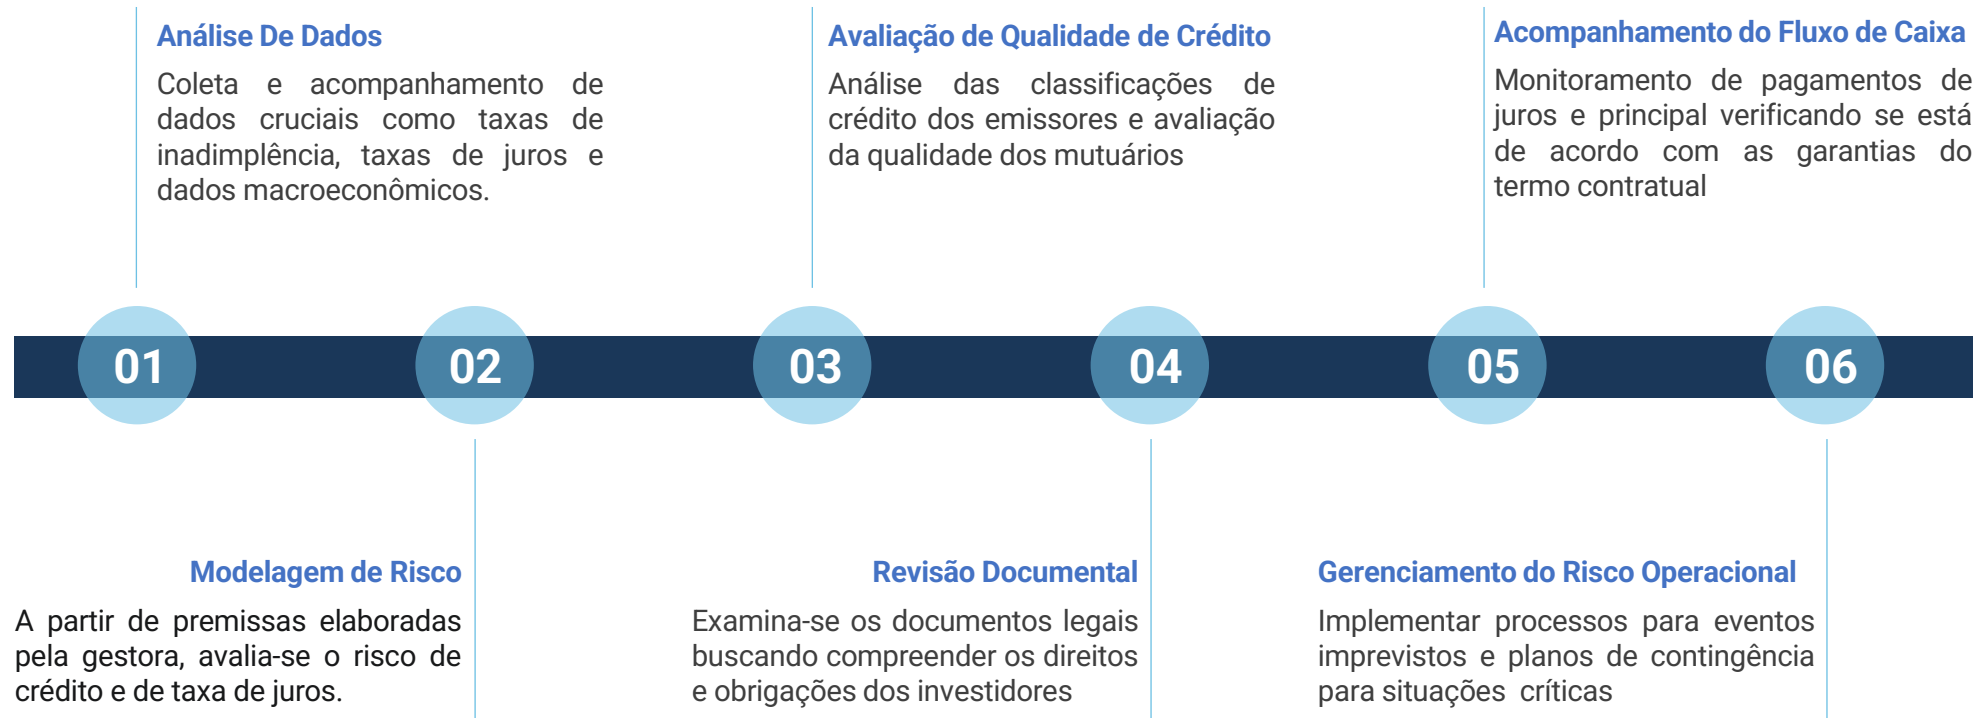 Análise De Dados
Coleta e acompanhamento de
dados cruciais como taxas de
inadimplência, taxas de juros e
dados macroeconômicos.
Avaliação de Qualidade de Crédito
Análise das classificações de
crédito dos emissores e avaliação
da qualidade dos mutuários
Acompanhamento do Fluxo de Caixa
Monitoramento de pagamentos de
juros e principal verificando se está
de acordo com as garantias do
termo contratual
01
02
03
04
05
06
Modelagem de Risco
A partir de premissas elaboradas
pela gestora, avalia-se o risco de
crédito e de taxa de juros.
Revisão Documental
Examina-se os documentos legais
buscando compreender os direitos
e obrigações dos investidores
Gerenciamento do Risco Operacional
Implementar processos para eventos
imprevistos e planos de contingência
para situações críticas